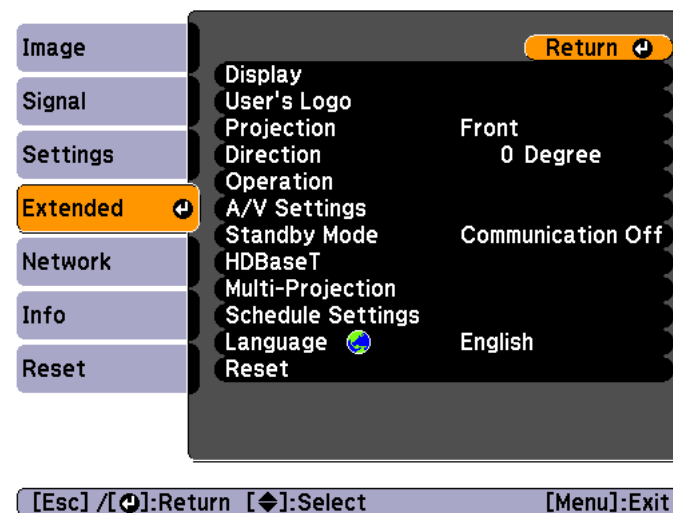 Image
Signal
Settings
Extended
Network
Info
Reset
Return
Display
User's Logo
Projection Front
Direction 0 Degree
Operation
A/V Settings
Standby Mode Communication Off
HDBaseT
Multi-Projection
Schedule Settings
Language English
Reset
[Esc] /[⏎]:Return [◆]:Select [Menu]:Exit